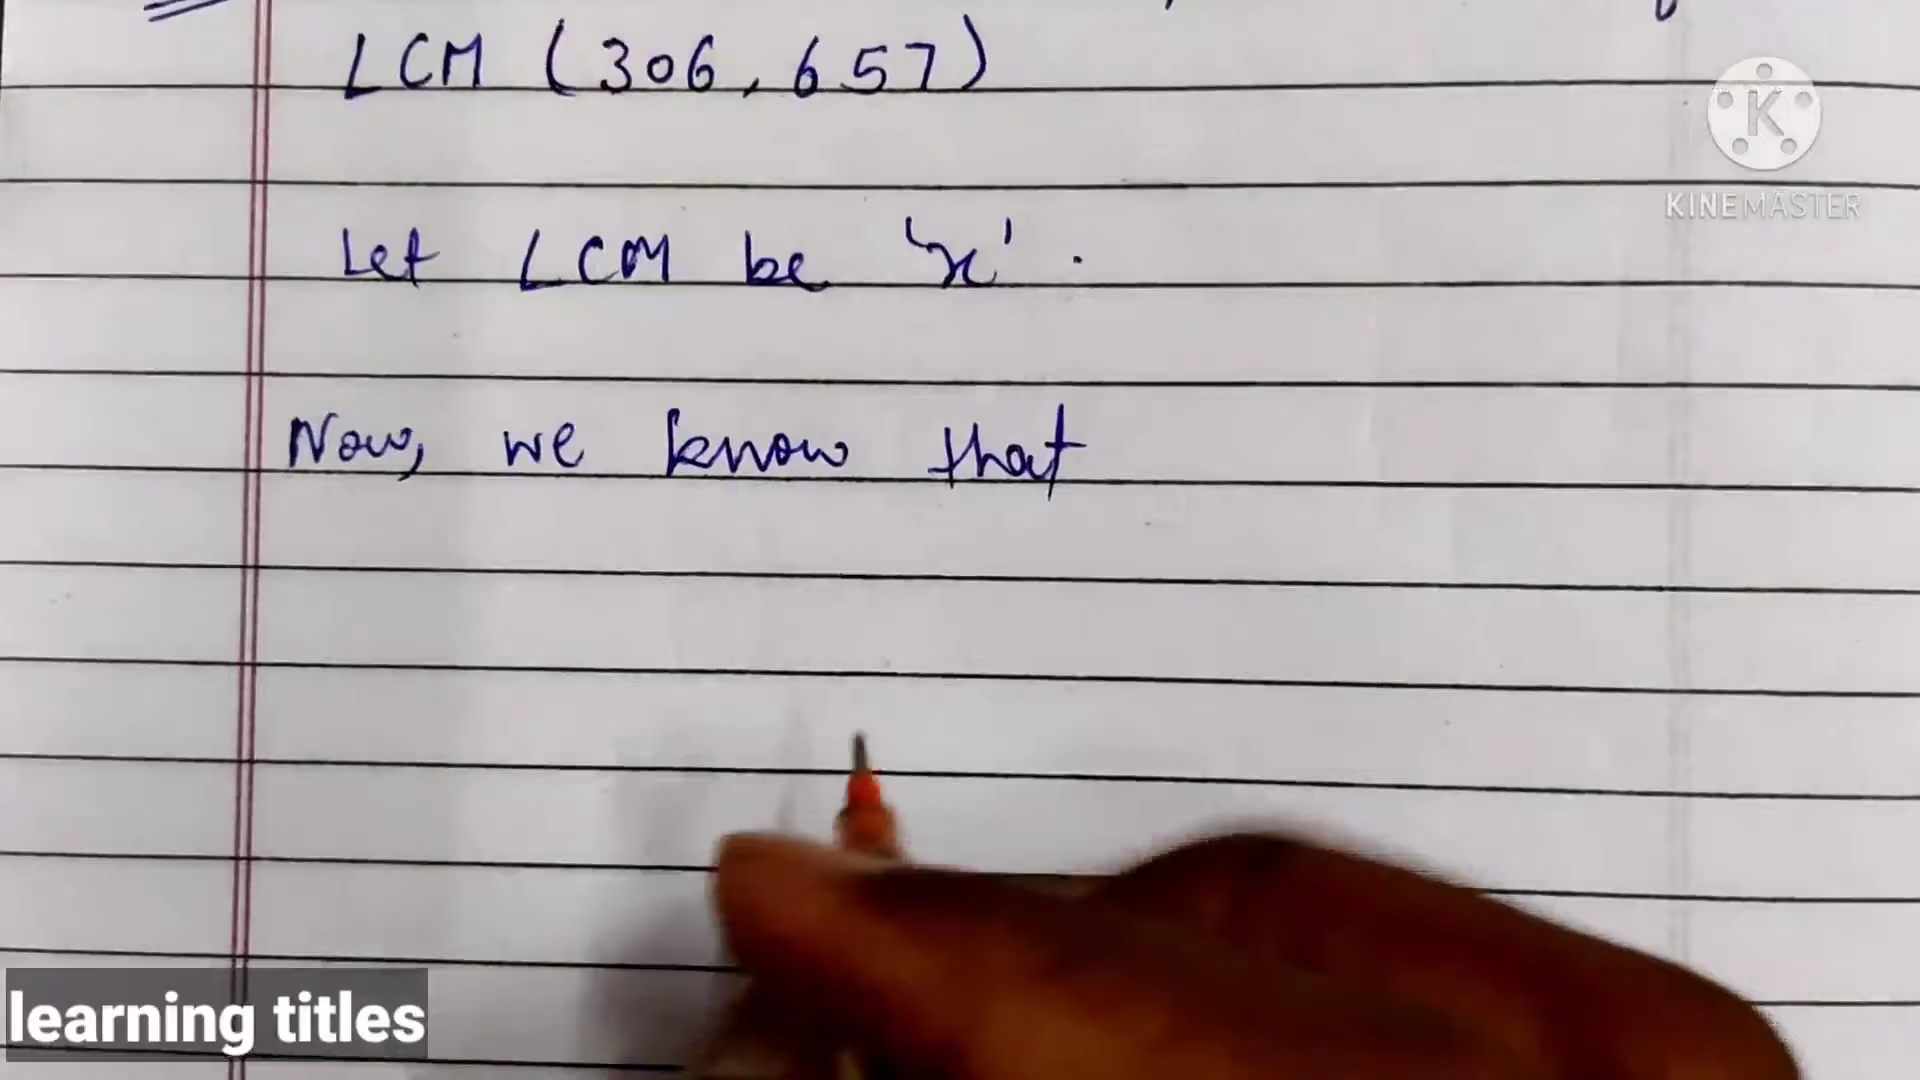 LCM (306, 657)
KINEMASTER
Let LCM be 'x'.
Now, we know that
learning titles